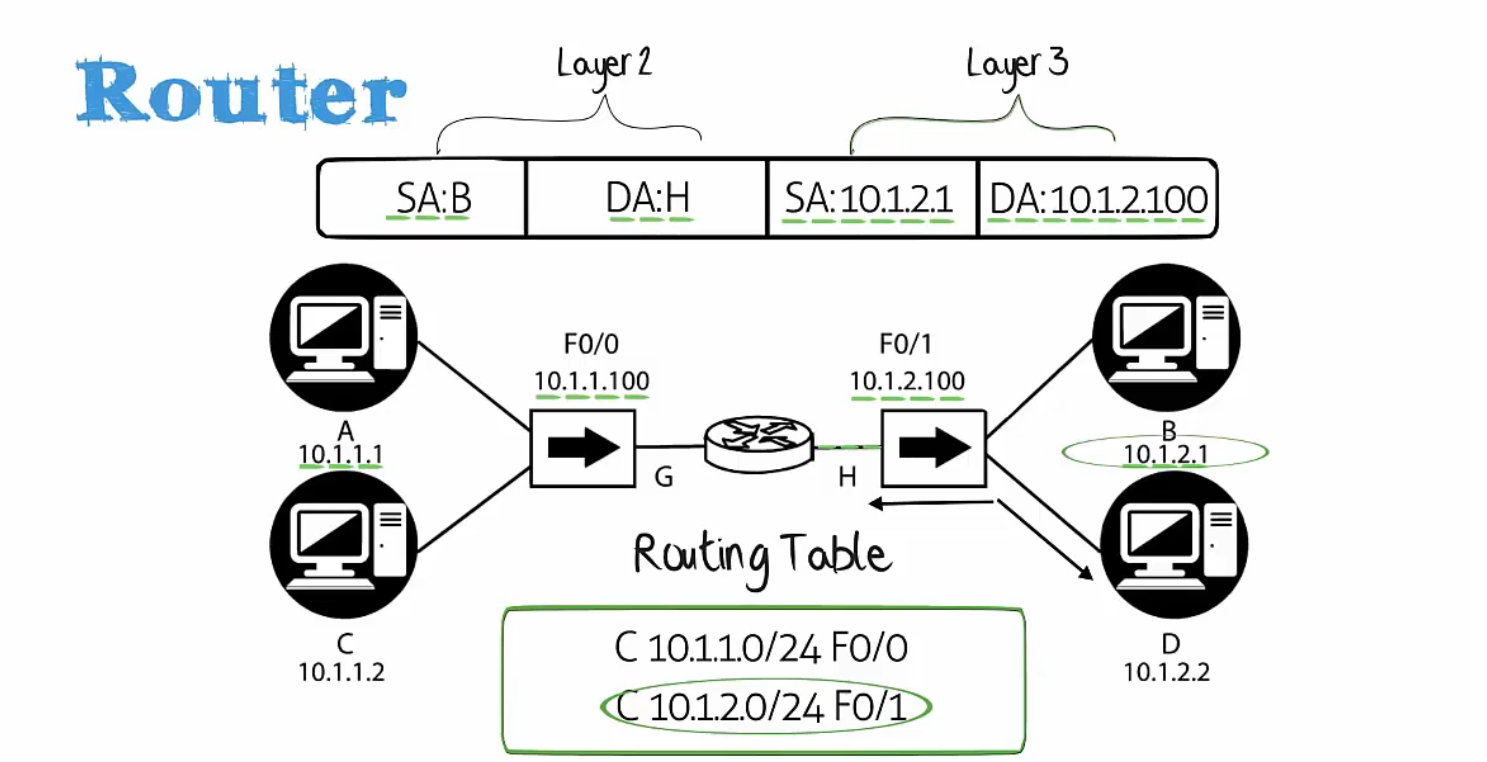 Router
Layer 2
Layer 3
SA:B
DA:H
SA:10.1.2.1
DA:10.1.2.100
F0/0
10.1.1.100
F0/1
10.1.2.100
A
10.1.1.1
B
10.1.2.1
G
H
Routing Table
C
10.1.1.2
D
10.1.2.2
C 10.1.1.0/24 F0/0
C 10.1.2.0/24 F0/1